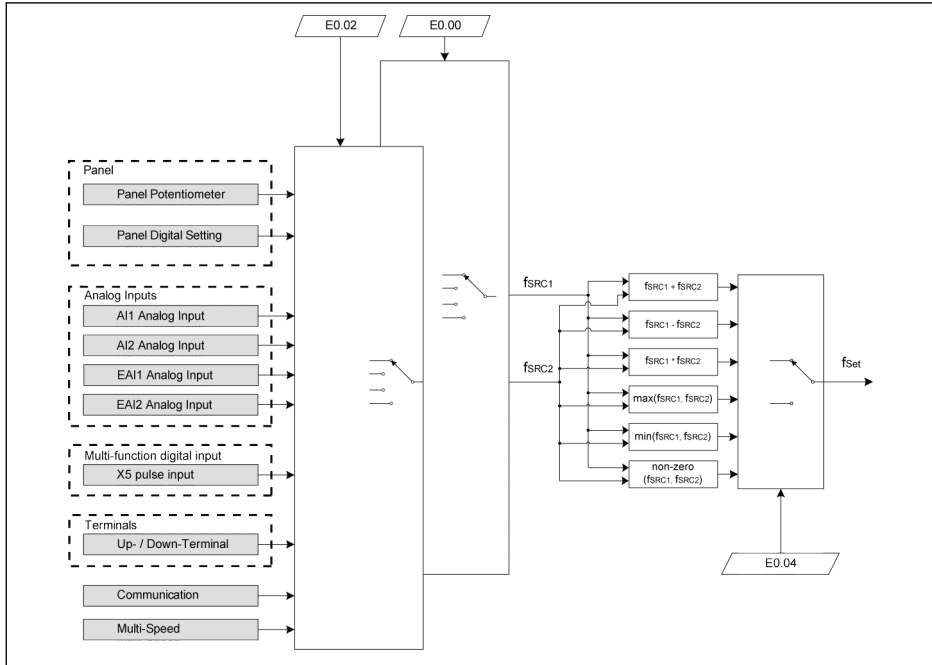 E0.02
E0.00
Panel
Panel Potentiometer
Panel Digital Setting
Analog Inputs
AI1 Analog Input
AI2 Analog Input
EAI1 Analog Input
EAI2 Analog Input
Multi-function digital input
X5 pulse input
Terminals
Up- / Down-Terminal
Communication
Multi-Speed
fSRC1
fSRC2
fSRC1 + fSRC2
fSRC1 - fSRC2
fSRC1 * fSRC2
max(fSRC1, fSRC2)
min(fSRC1, fSRC2)
non-zero
(fSRC1, fSRC2)
fSet
E0.04